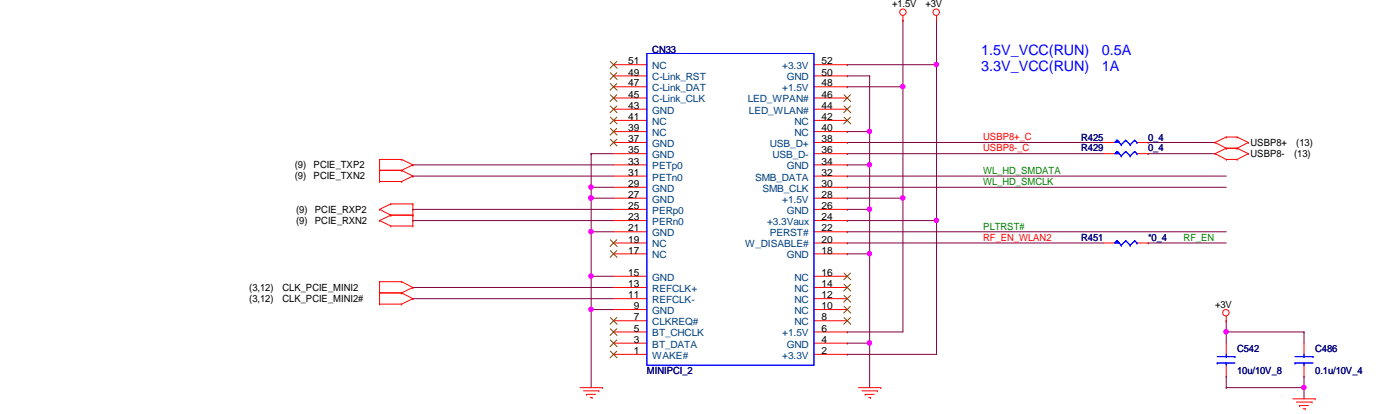 +1.5V +3V
1.5V_VCC(RUN) 0.5A
3.3V_VCC(RUN) 1A
CN33
51 NC +3.3V 52
49 C-Link_RST GND 50
47 C-Link_DAT +1.5V 48
45 C-Link_CLK LED_WPAN# 46
43 GND LED_WLAN# 44
41 NC NC 42
39 NC NC 40
37 GND USB_D+ 38 USBP8+_C R425 0_4 USBP8+ (13)
35 GND USB_D- 36 USBP8-_C R429 0_4 USBP8- (13)
(9) PCIE_TXP2 33 PETp0 GND 34
(9) PCIE_TXN2 31 PETn0 SMB_DATA 32 WL_HD_SMDATA
29 GND SMB_CLK 30 WL_HD_SMCLK
27 GND +1.5V 28
(9) PCIE_RXP2 25 PERp0 GND 26
(9) PCIE_RXN2 23 PERn0 +3.3Vaux 24
21 GND PERST# 22 PLTRST#
19 NC W_DISABLE# 20 RF_EN_WLAN2 R451 *0_4 RF_EN
17 NC GND 18
15 GND NC 16
(3,12) CLK_PCIE_MINI2 13 REFCLK+ NC 14
(3,12) CLK_PCIE_MINI2# 11 REFCLK- NC 12
9 GND NC 10
7 CLKREQ# NC 8
5 BT_CHCLK +1.5V 6
3 BT_DATA GND 4
1 WAKE# +3.3V 2
MINIPCI_2
+3V
C542 C486
10u/10V_8 0.1u/10V_4